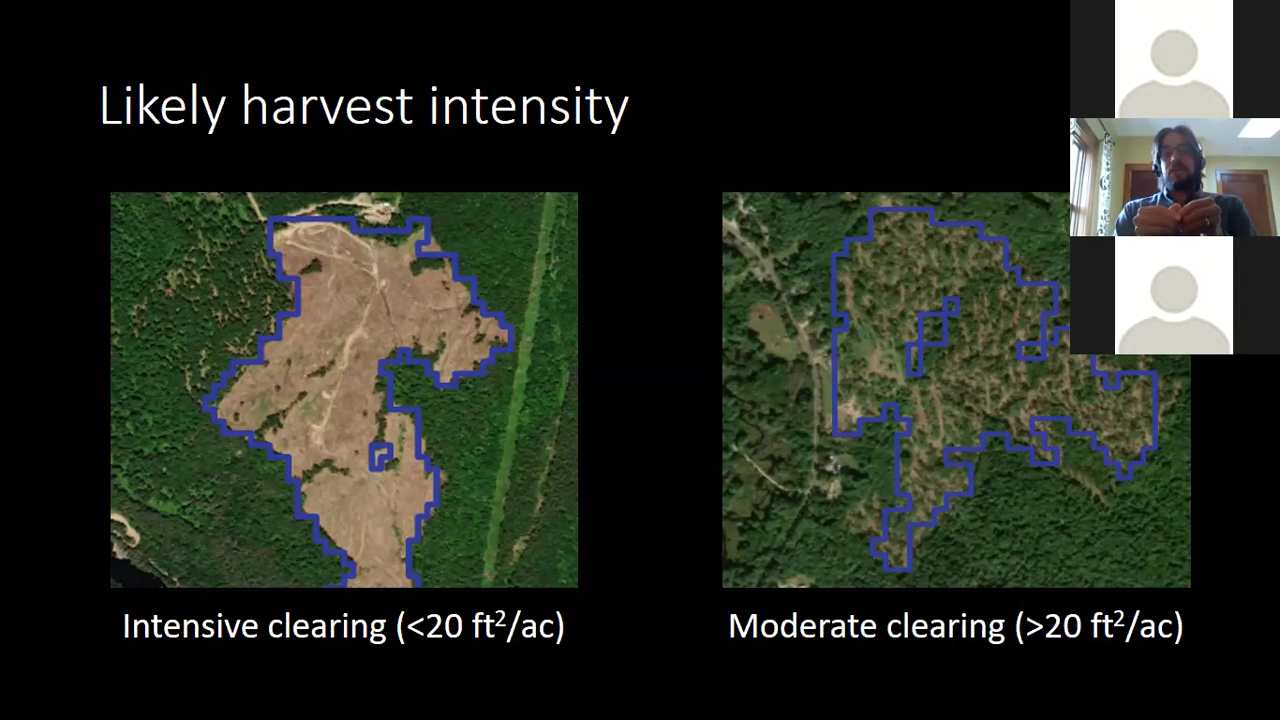 Likely harvest intensity
Intensive clearing (<20 ft²/ac)
Moderate clearing (>20 ft²/ac)